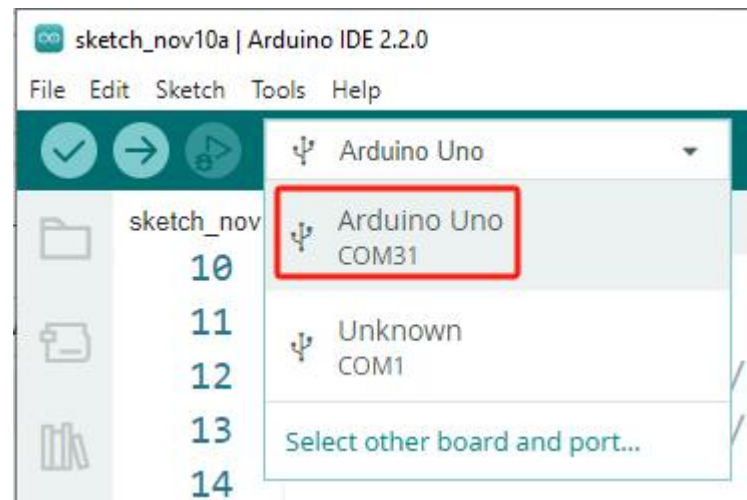 sketch_nov10a | Arduino IDE 2.2.0
File Edit Sketch Tools Help
Arduino Uno
sketch_nov
Arduino Uno
COM31
10
11
Unknown
COM1
12
/
13
/
Select other board and port...
14